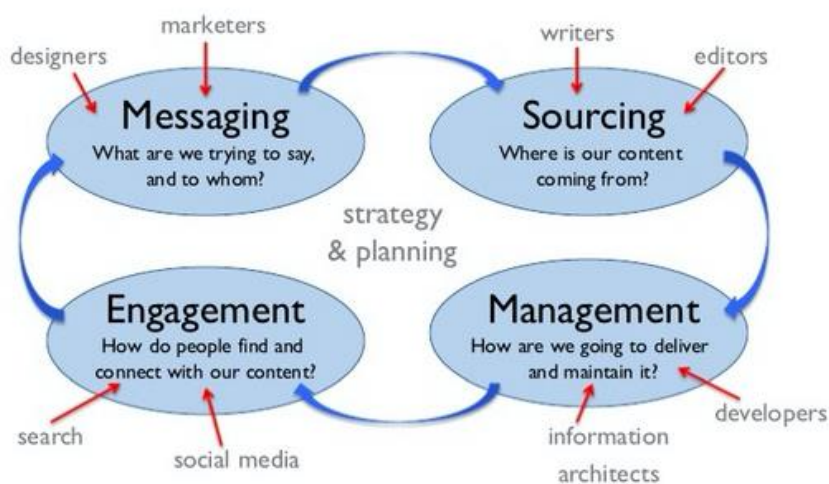 marketers
designers
Messaging
What are we trying to say,
and to whom?
writers
editors
Sourcing
Where is our content
coming from?
strategy
& planning
Engagement
How do people find and
connect with our content?
search
social media
Management
How are we going to deliver
and maintain it?
developers
information
architects